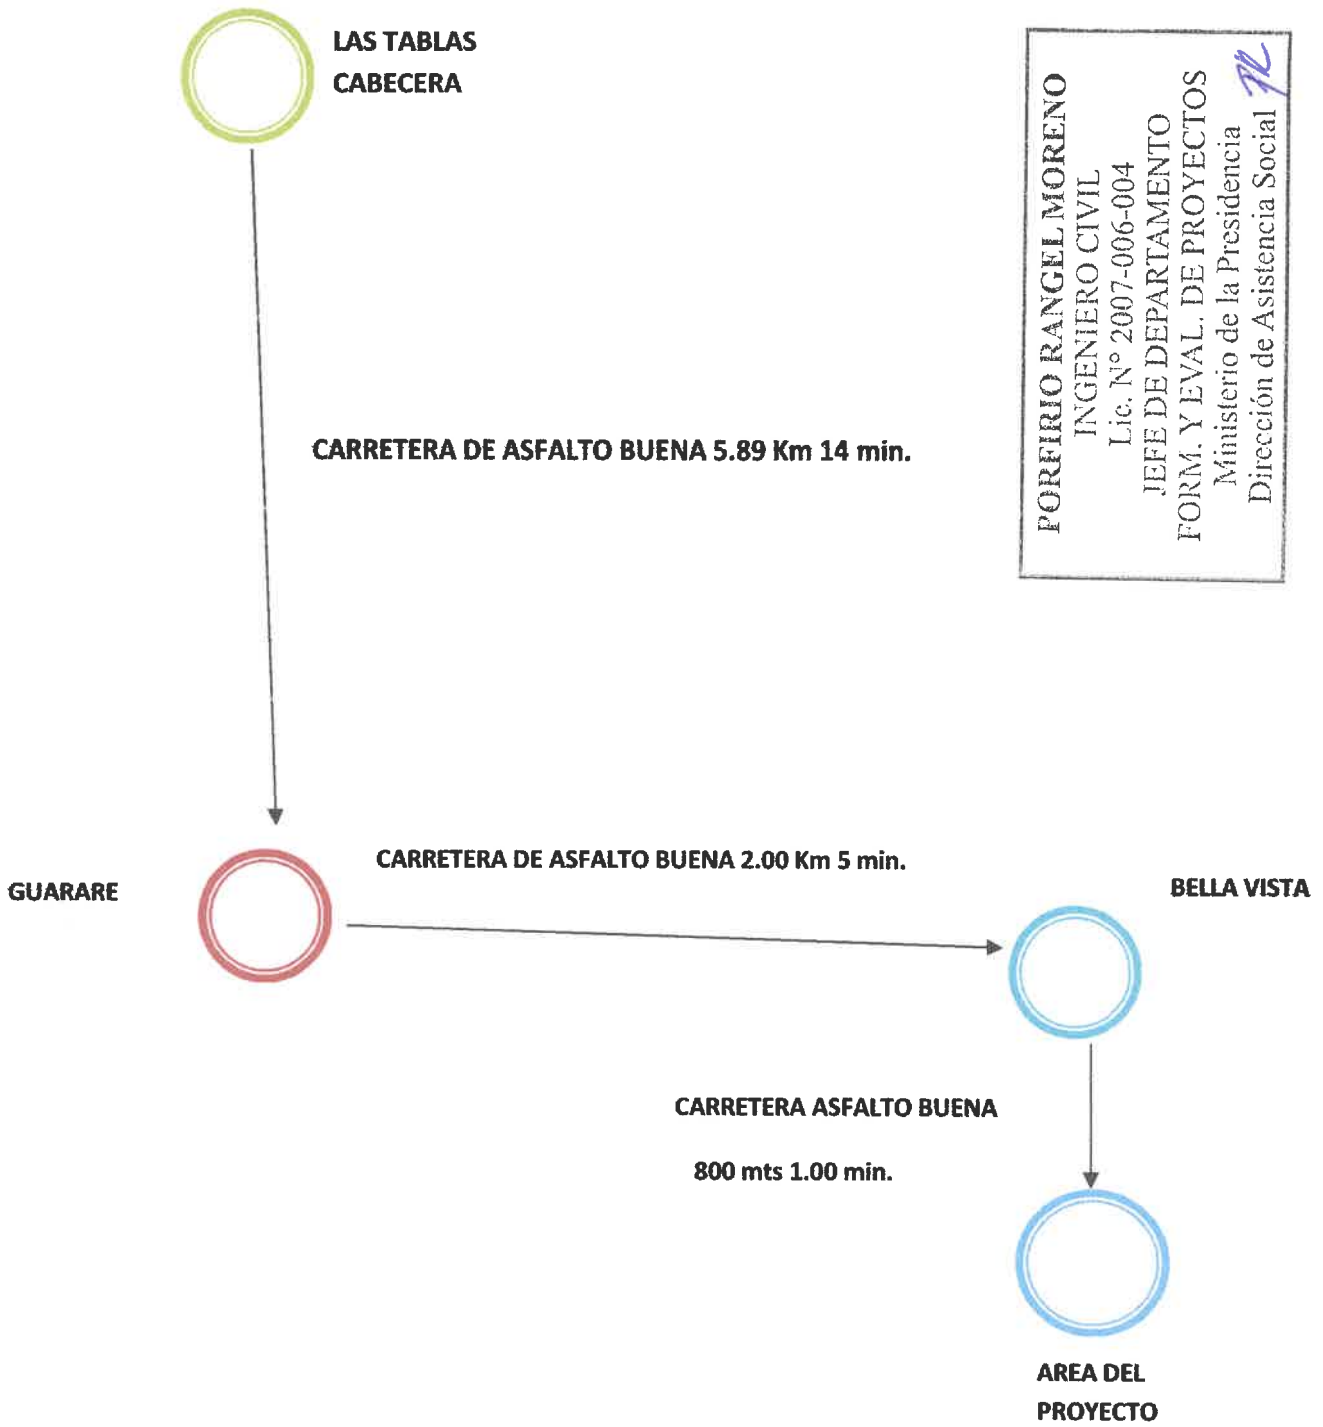 LAS TABLAS
CABECERA
PORFIRIO RANGEL MORENO
INGENIERO CIVIL
Lic. N° 2007-006-004
JEFE DE DEPARTAMENTO
FORM. Y EVAL. DE PROYECTOS
Ministerio de la Presidencia
Dirección de Asistencia Social
CARRETERA DE ASFALTO BUENA 5.89 Km 14 min.
CARRETERA DE ASFALTO BUENA 2.00 Km 5 min.
GUARARE
BELLA VISTA
CARRETERA ASFALTO BUENA
800 mts 1.00 min.
AREA DEL
PROYECTO